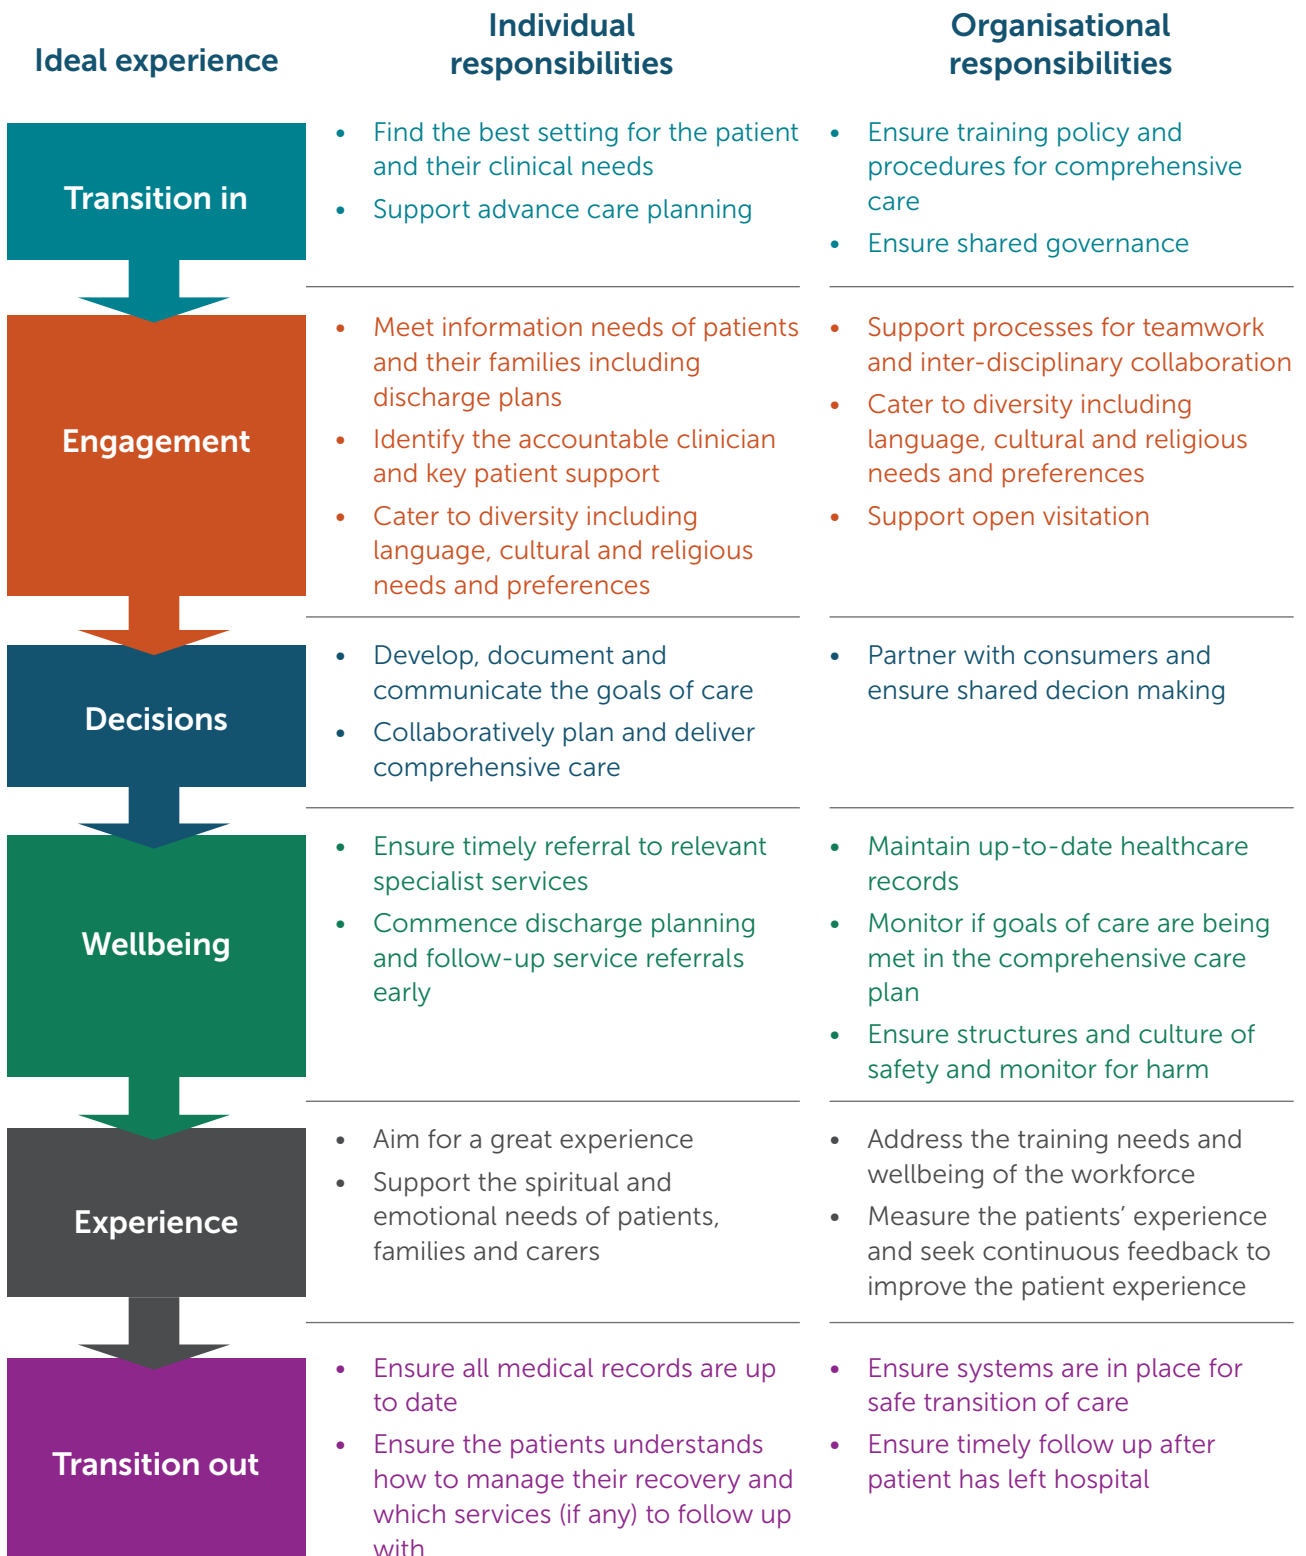 Ideal experience
Individual
responsibilities
Organisational
responsibilities
Transition in
• Find the best setting for the patient
and their clinical needs
• Support advance care planning
• Ensure training policy and
procedures for comprehensive
care
• Ensure shared governance
Engagement
• Meet information needs of patients
and their families including
discharge plans
• Identify the accountable clinician
and key patient support
• Cater to diversity including
language, cultural and religious
needs and preferences
• Support processes for teamwork
and inter-disciplinary collaboration
• Cater to diversity including
language, cultural and religious
needs and preferences
• Support open visitation
Decisions
• Develop, document and
communicate the goals of care
• Collaboratively plan and deliver
comprehensive care
• Partner with consumers and
ensure shared decion making
Wellbeing
• Ensure timely referral to relevant
specialist services
• Commence discharge planning
and follow-up service referrals
early
• Maintain up-to-date healthcare
records
• Monitor if goals of care are being
met in the comprehensive care
plan
• Ensure structures and culture of
safety and monitor for harm
Experience
• Aim for a great experience
• Support the spiritual and
emotional needs of patients,
families and carers
• Address the training needs and
wellbeing of the workforce
• Measure the patients’ experience
and seek continuous feedback to
improve the patient experience
Transition out
• Ensure all medical records are up
to date
• Ensure the patients understands
how to manage their recovery and
which services (if any) to follow up
with
• Ensure systems are in place for
safe transition of care
• Ensure timely follow up after
patient has left hospital